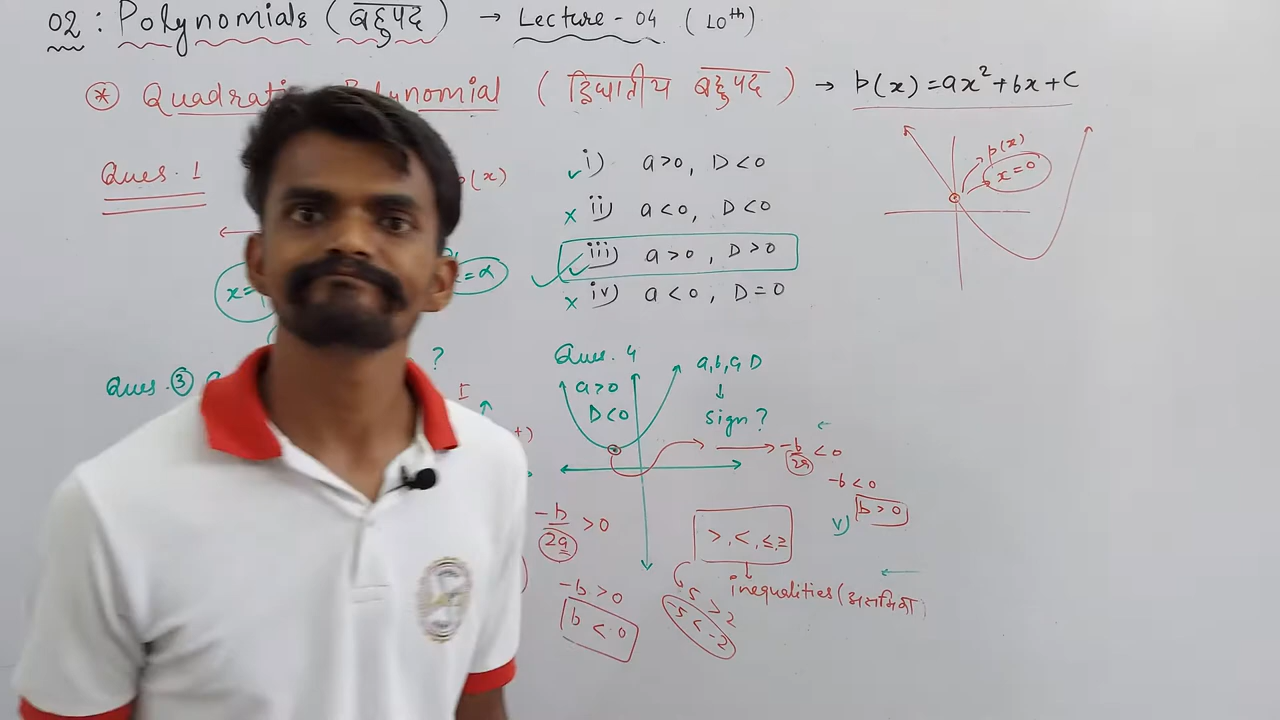 02 : Polynomials ( बहुपद ) → Lecture - 04 ( 10th )
* Quadratic Polynomial ( द्विघातीय बहुपद ) → p(x) = ax² + bx + c
Ques. 1
p(x)
i) a>0, D<0
ii) a<0, D<0
iii) a>0, D>0
iv) a<0, D=0
p(x)
x=0
x=
=α
Ques. 3
?
I
Ques. 4
a>0
D<0
sign ?
-b/2a < 0
-b<0
b>0
v)
-b/2a >0
-b>0
b<0
>, <, ≤, ≥
inequalities
5 > 2
5 < -2